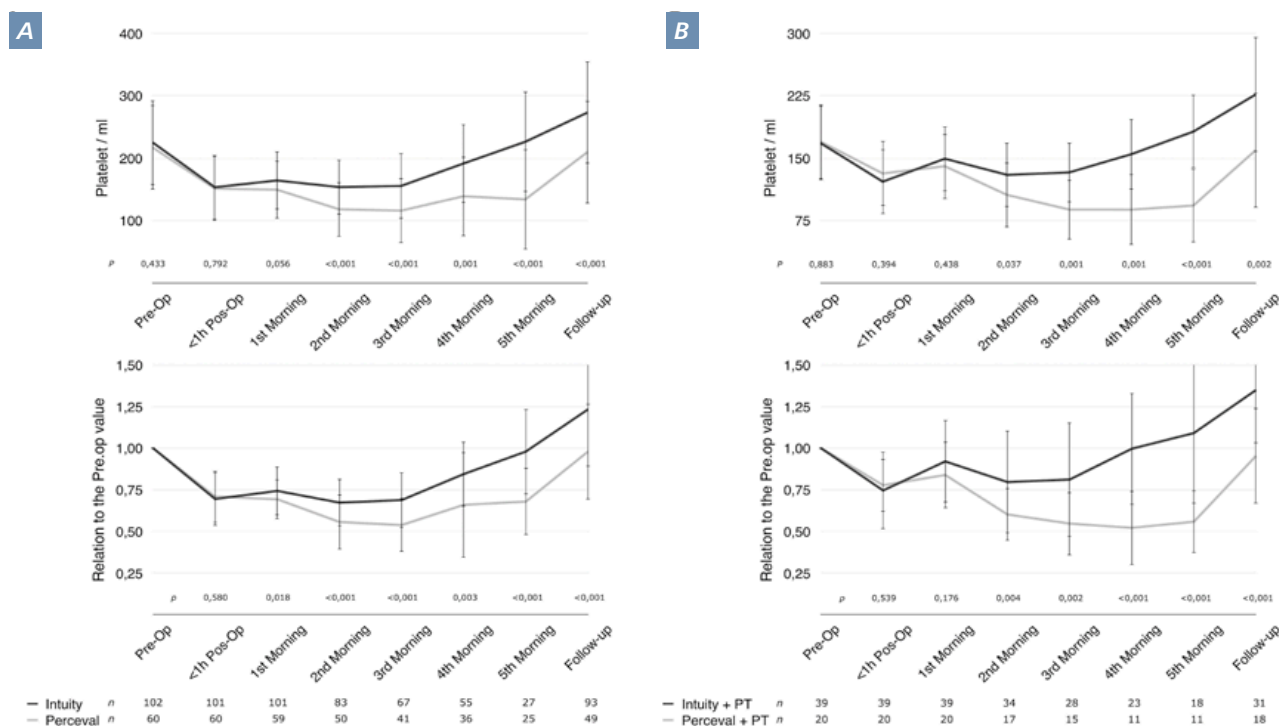 A
400
300
200
100
Platelet / ml
P 0,433 0,792 0,056 <0,001 <0,001 0,001 <0,001 <0,001
Pre-Op <1h Pos-Op 1st Morning 2nd Morning 3rd Morning 4th Morning 5th Morning Follow-up
1,50
1,25
1,00
0,75
0,50
0,25
Relation to the Pre.op value
p 0,580 0,018 <0,001 <0,001 0,003 <0,001 <0,001
Pre-Op <1h Pos-Op 1st Morning 2nd Morning 3rd Morning 4th Morning 5th Morning Follow-up
Intuity n 102 101 101 83 67 55 27 93
Perceval n 60 60 59 50 41 36 25 49
B
300
225
150
75
Platelet / ml
P 0,883 0,394 0,438 0,037 0,001 0,001 <0,001 0,002
Pre-Op <1h Pos-Op 1st Morning 2nd Morning 3rd Morning 4th Morning 5th Morning Follow-up
1,50
1,25
1,00
0,75
0,50
0,25
Relation to the Pre.op value
p 0,539 0,176 0,004 0,002 <0,001 <0,001 <0,001
Pre-Op <1h Pos-Op 1st Morning 2nd Morning 3rd Morning 4th Morning 5th Morning Follow-up
Intuity + PT n 39 39 39 34 28 23 18 31
Perceval + PT n 20 20 20 17 15 11 11 18